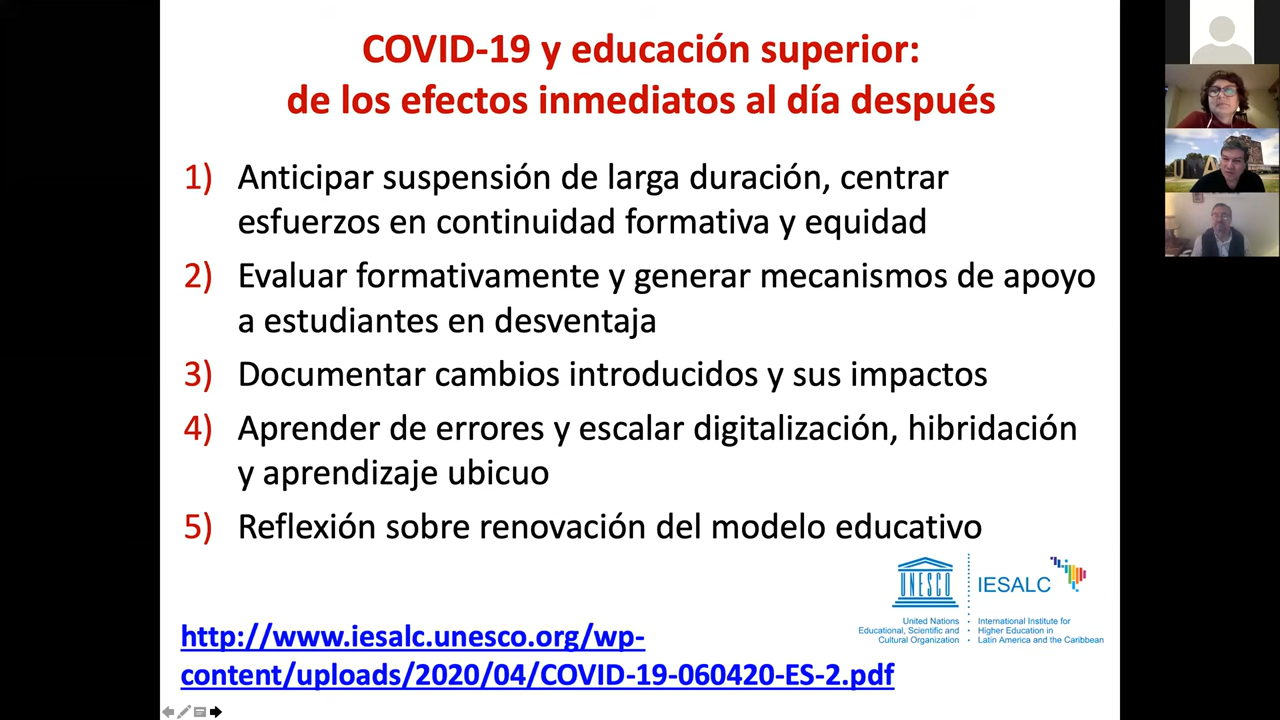 COVID-19 y educación superior:
de los efectos inmediatos al día después
1) Anticipar suspensión de larga duración, centrar
esfuerzos en continuidad formativa y equidad
2) Evaluar formativamente y generar mecanismos de apoyo
a estudiantes en desventaja
3) Documentar cambios introducidos y sus impactos
4) Aprender de errores y escalar digitalización, hibridación
y aprendizaje ubicuo
5) Reflexión sobre renovación del modelo educativo
UNESCO
IESALC
United Nations
Educational, Scientific and
Cultural Organization
International Institute for
Higher Education in
Latin America and the Caribbean
http://www.iesalc.unesco.org/wp-
content/uploads/2020/04/COVID-19-060420-ES-2.pdf